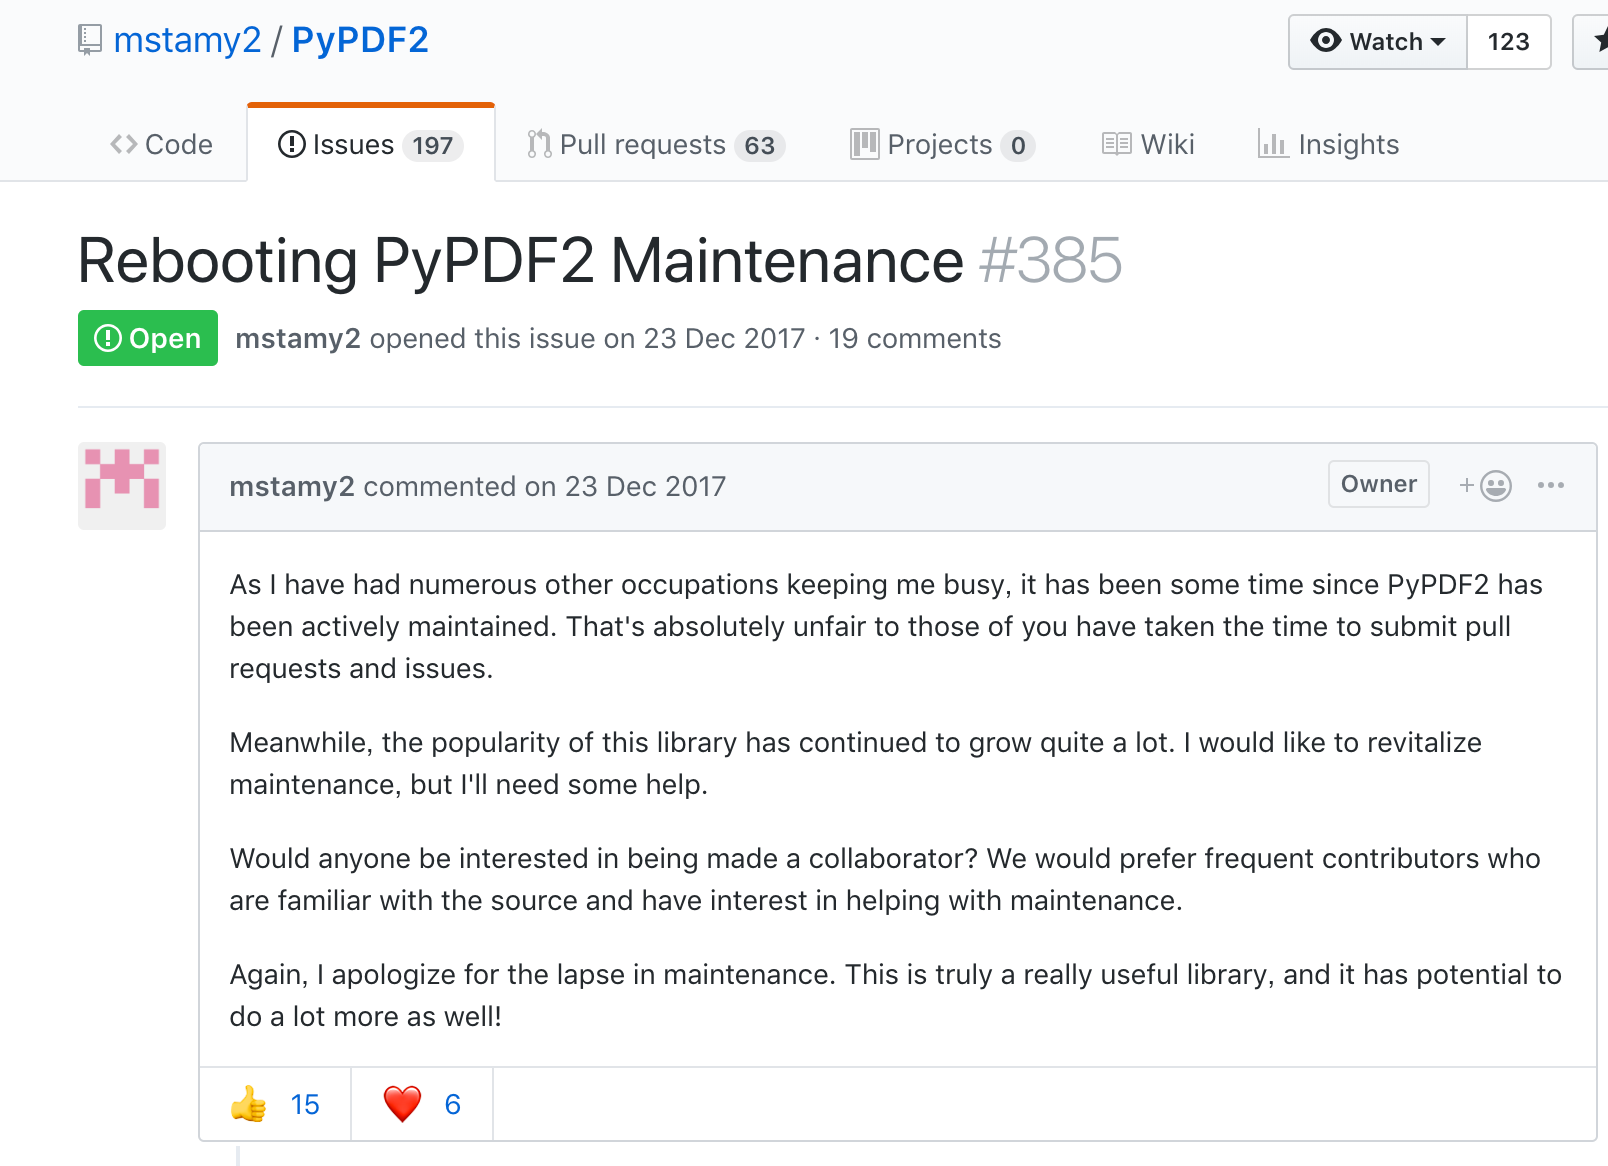 mstamy2 / PyPDF2
Watch 123
Code Issues 197 Pull requests 63 Projects 0 Wiki Insights
Rebooting PyPDF2 Maintenance #385
Open mstamy2 opened this issue on 23 Dec 2017 · 19 comments
mstamy2 commented on 23 Dec 2017 Owner
As I have had numerous other occupations keeping me busy, it has been some time since PyPDF2 has
been actively maintained. That's absolutely unfair to those of you have taken the time to submit pull
requests and issues.
Meanwhile, the popularity of this library has continued to grow quite a lot. I would like to revitalize
maintenance, but I'll need some help.
Would anyone be interested in being made a collaborator? We would prefer frequent contributors who
are familiar with the source and have interest in helping with maintenance.
Again, I apologize for the lapse in maintenance. This is truly a really useful library, and it has potential to
do a lot more as well!
👍 15 ❤️ 6